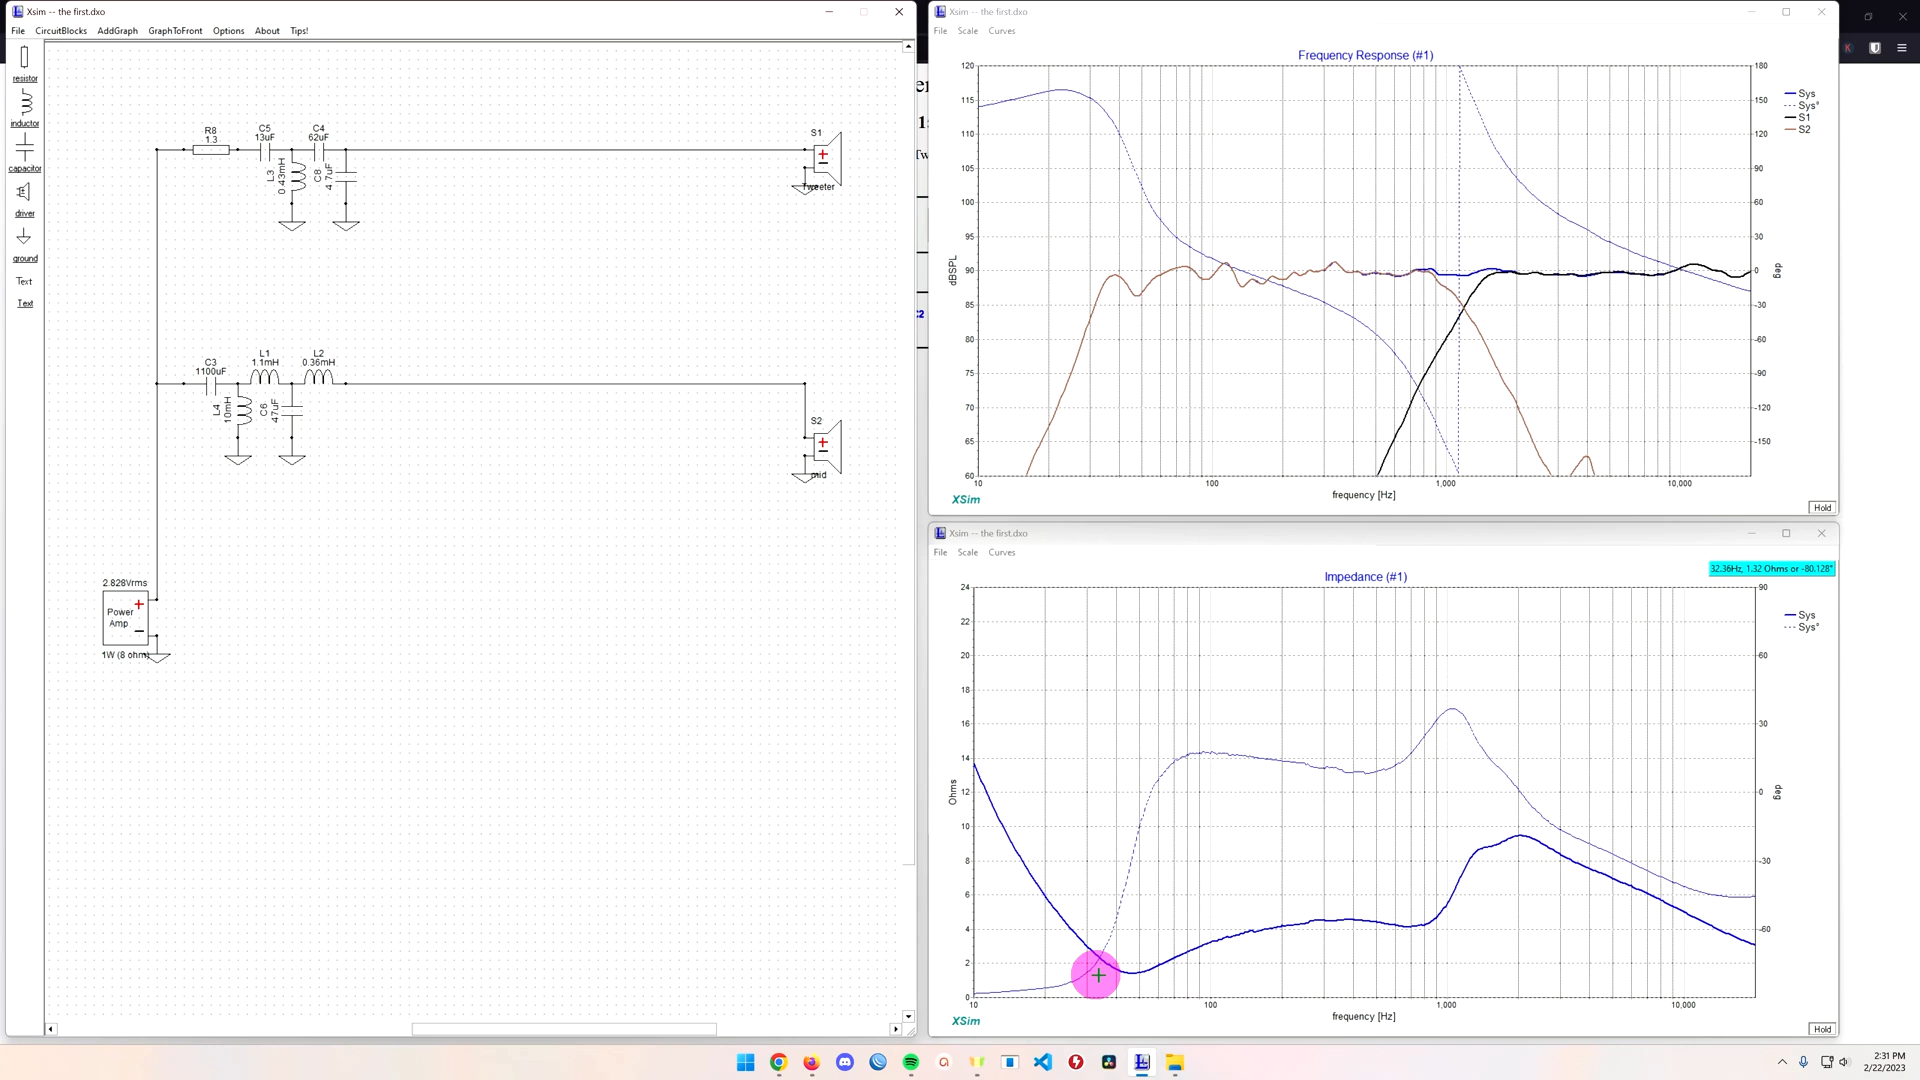 Xsim -- the first.dxo
File CircuitBlocks AddGraph GraphToFront Options About Tips!
resistor
inductor
capacitor
driver
ground
Text
Text
R8
1.3
C5
13uF
C4
62uF
L3
0.43mH
C8
4.7uF
S1
Tweeter
C3
1100uF
L1
1.1mH
L2
0.36mH
L4
10mH
C6
47uF
S2
mid
2.828Vrms
Power
Amp
1W (8 ohm)
Xsim -- the first.dxo
File Scale Curves
Frequency Response (#1)
120
115
110
105
100
95
90
85
80
75
70
65
60
dBSPL
180
150
120
90
60
30
0
-30
-60
-90
-120
-150
deg
Sys
Sys°
S1
S2
10 100 1,000 10,000
frequency [Hz]
XSim
Hold
Xsim -- the first.dxo
File Scale Curves
32.36Hz, 1.32 Ohms or -80.128°
Impedance (#1)
24
22
20
18
16
14
12
10
8
6
4
2
0
Ohms
90
60
30
0
-30
-60
deg
Sys
Sys°
10 100 1,000 10,000
frequency [Hz]
XSim
Hold
2:31 PM
2/22/2023